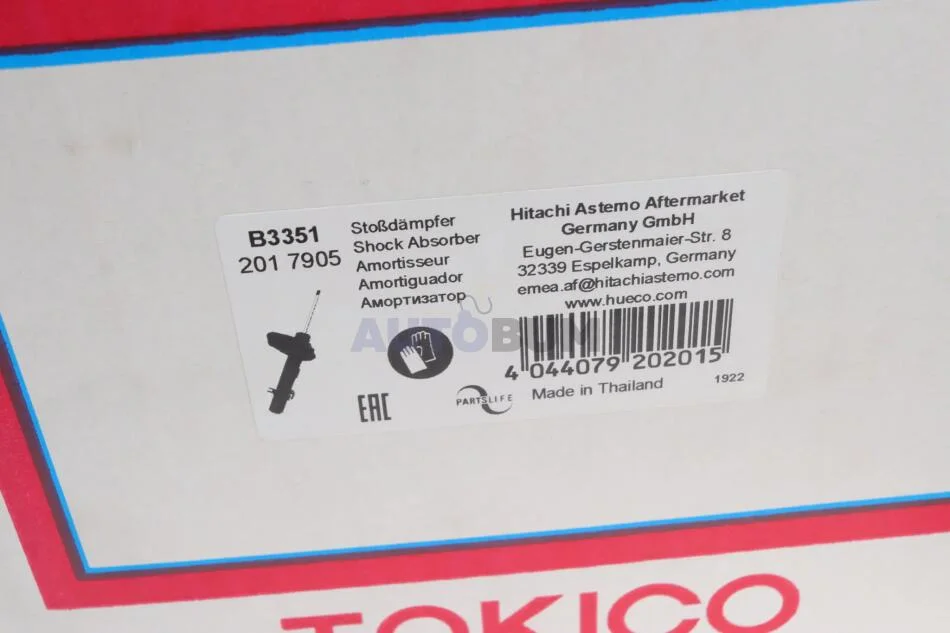 B3351
201 7905
Stoßdämpfer
Shock Absorber
Amortisseur
Amortiguador
Амортизатор
Hitachi Astemo Aftermarket
Germany GmbH
Eugen-Gerstenmaier-Str. 8
32339 Espelkamp, Germany
emea.af@hitachiastemo.com
www.hueco.com
AUTOBUN
4 044079 202015
EAC
PARTSLIFE
Made in Thailand
1922
TOKICO